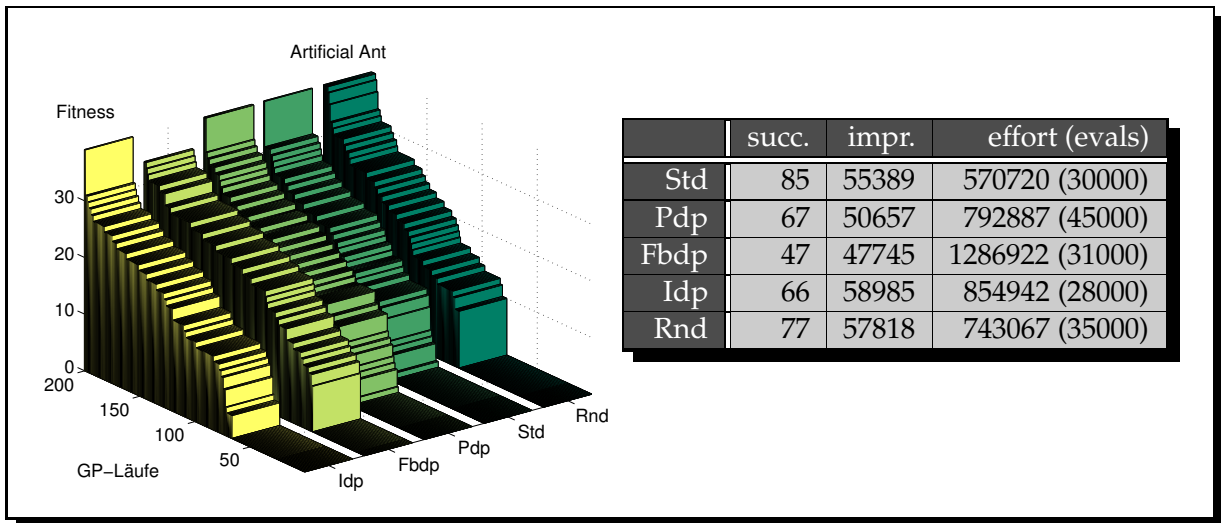 Artificial Ant
Fitness
30
20
10
0
200
150
100
50
GP−Läufe
Idp
Fbdp
Pdp
Std
Rnd
succ. impr. effort (evals)
Std 85 55389 570720 (30000)
Pdp 67 50657 792887 (45000)
Fbdp 47 47745 1286922 (31000)
Idp 66 58985 854942 (28000)
Rnd 77 57818 743067 (35000)